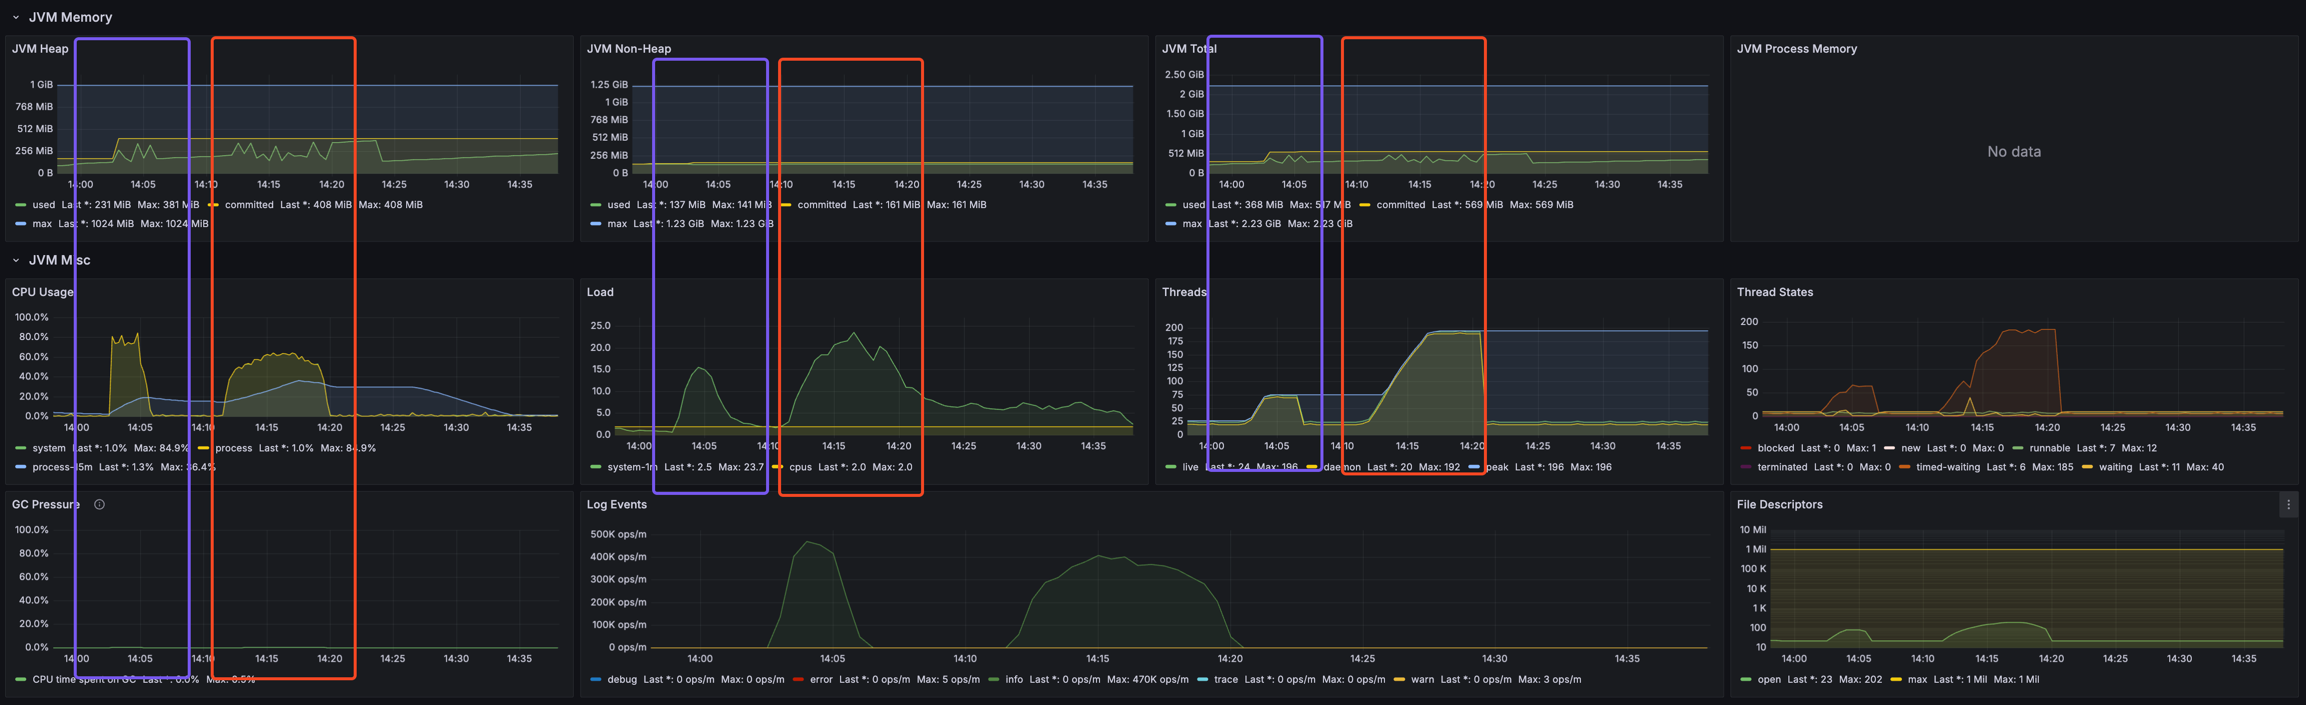 JVM Memory
JVM Heap
1 GiB
768 MiB
512 MiB
256 MiB
0 B
14:00 14:05 14:10 14:15 14:20 14:25 14:30 14:35
used Last *: 231 MiB Max: 381 MiB committed Last *: 408 MiB Max: 408 MiB
max Last *: 1024 MiB Max: 1024 MiB
JVM Non-Heap
1.25 GiB
1 GiB
768 MiB
512 MiB
256 MiB
0 B
14:00 14:05 14:10 14:15 14:20 14:25 14:30 14:35
used Last *: 137 MiB Max: 141 MiB committed Last *: 161 MiB Max: 161 MiB
max Last *: 1.23 GiB Max: 1.23 GiB
JVM Total
2.50 GiB
2 GiB
1.50 GiB
1 GiB
512 MiB
0 B
14:00 14:05 14:10 14:15 14:20 14:25 14:30 14:35
used Last *: 368 MiB Max: 517 MiB committed Last *: 569 MiB Max: 569 MiB
max Last *: 2.23 GiB Max: 2.23 GiB
JVM Process Memory
No data
JVM Misc
CPU Usage
100.0%
80.0%
60.0%
40.0%
20.0%
0.0%
14:00 14:05 14:10 14:15 14:20 14:25 14:30 14:35
system Last *: 1.0% Max: 84.9% process Last *: 1.0% Max: 84.9%
process-15m Last *: 1.3% Max: 36.4%
Load
25.0
20.0
15.0
10.0
5.0
0.0
14:00 14:05 14:10 14:15 14:20 14:25 14:30 14:35
system-1m Last *: 2.5 Max: 23.7 cpus Last *: 2.0 Max: 2.0
Threads
200
175
150
125
100
75
50
25
0
14:00 14:05 14:10 14:15 14:20 14:25 14:30 14:35
live Last *: 24 Max: 196 daemon Last *: 20 Max: 192 peak Last *: 196 Max: 196
Thread States
200
150
100
50
0
14:00 14:05 14:10 14:15 14:20 14:25 14:30 14:35
blocked Last *: 0 Max: 1 new Last *: 0 Max: 0 runnable Last *: 7 Max: 12
terminated Last *: 0 Max: 0 timed-waiting Last *: 6 Max: 185 waiting Last *: 11 Max: 40
GC Pressure
100.0%
80.0%
60.0%
40.0%
20.0%
0.0%
14:00 14:05 14:10 14:15 14:20 14:25 14:30 14:35
CPU time spent on GC Last *: 0.0% Max: 0.5%
Log Events
500K ops/m
400K ops/m
300K ops/m
200K ops/m
100K ops/m
0 ops/m
14:00 14:05 14:10 14:15 14:20 14:25 14:30 14:35
debug Last *: 0 ops/m Max: 0 ops/m error Last *: 0 ops/m Max: 5 ops/m info Last *: 0 ops/m Max: 470K ops/m trace Last *: 0 ops/m Max: 0 ops/m warn Last *: 0 ops/m Max: 3 ops/m
File Descriptors
10 Mil
1 Mil
100 K
10 K
1 K
100
10
14:00 14:05 14:10 14:15 14:20 14:25 14:30 14:35
open Last *: 23 Max: 202 max Last *: 1 Mil Max: 1 Mil